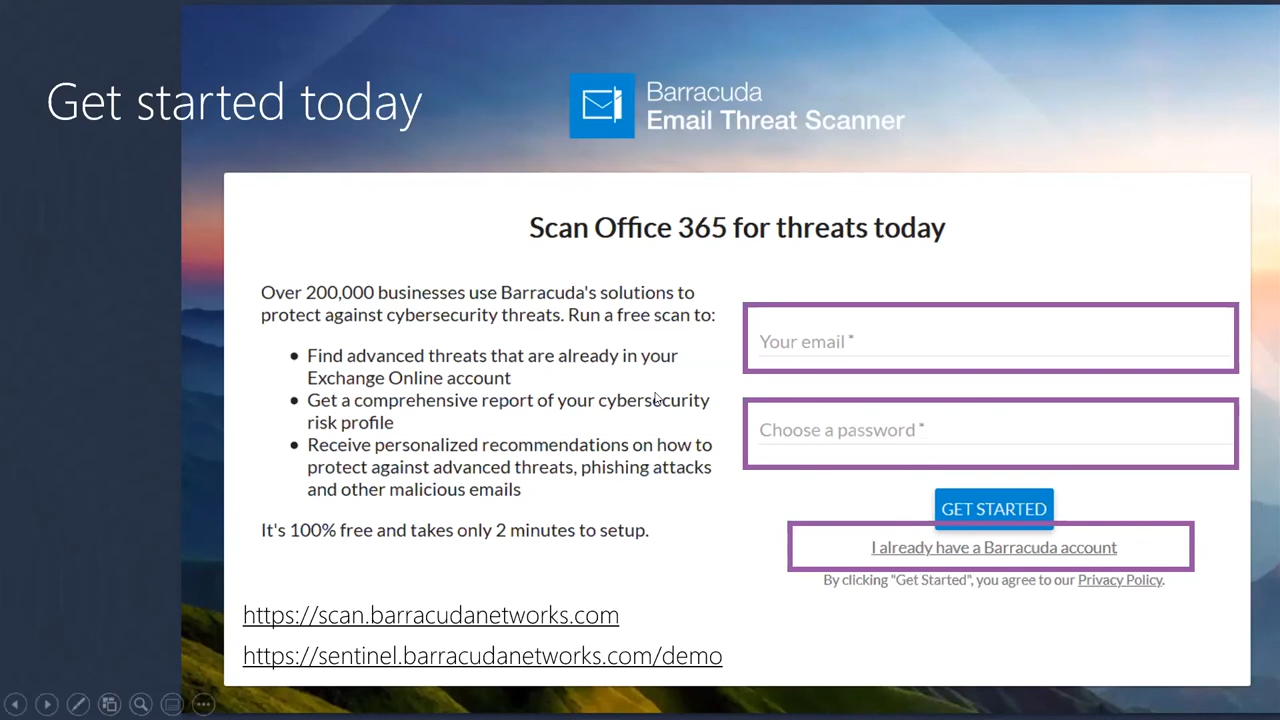 Get started today
Barracuda
Email Threat Scanner
Scan Office 365 for threats today
Over 200,000 businesses use Barracuda's solutions to
protect against cybersecurity threats. Run a free scan to:
• Find advanced threats that are already in your
Exchange Online account
• Get a comprehensive report of your cybersecurity
risk profile
• Receive personalized recommendations on how to
protect against advanced threats, phishing attacks
and other malicious emails
It's 100% free and takes only 2 minutes to setup.
Your email *
Choose a password *
GET STARTED
I already have a Barracuda account
By clicking "Get Started", you agree to our Privacy Policy.
https://scan.barracudanetworks.com
https://sentinel.barracudanetworks.com/demo